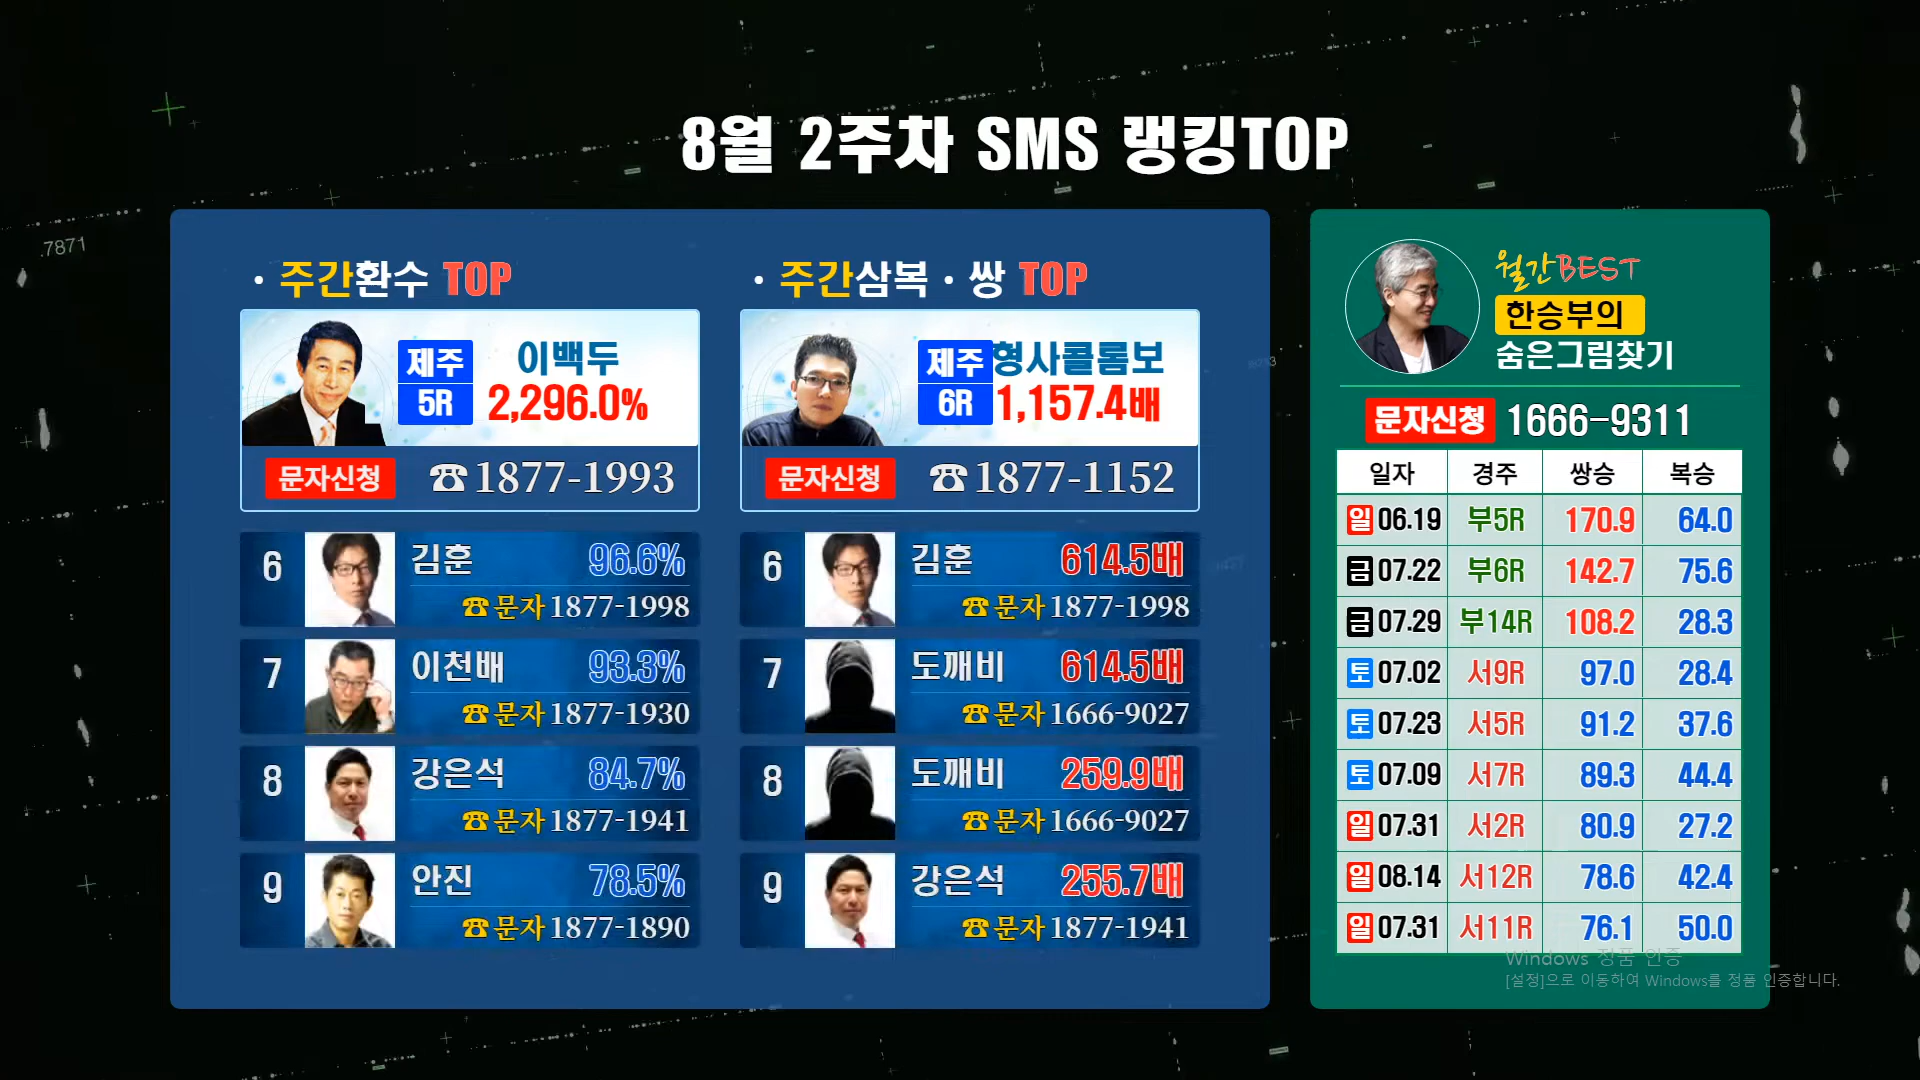 8월 2주차 SMS 랭킹TOP
.7871
· 주간환수 TOP
제주
5R
이백두
2,296.0%
문자신청 ☎1877-1993
6 김훈 96.6%
☎문자1877-1998
7 이천배 93.3%
☎문자1877-1930
8 강은석 84.7%
☎문자1877-1941
9 안진 78.5%
☎문자1877-1890
· 주간삼복·쌍 TOP
제주
6R
형사콜롬보
1,157.4배
문자신청 ☎1877-1152
6 김훈 614.5배
☎문자1877-1998
7 도깨비 614.5배
☎문자1666-9027
8 도깨비 259.9배
☎문자1666-9027
9 강은석 255.7배
☎문자1877-1941
월간BEST
한승부의
숨은그림찾기
문자신청 1666-9311
일자 경주 쌍승 복승
일 06.19 부5R 170.9 64.0
금 07.22 부6R 142.7 75.6
금 07.29 부14R 108.2 28.3
토 07.02 서9R 97.0 28.4
토 07.23 서5R 91.2 37.6
토 07.09 서7R 89.3 44.4
일 07.31 서2R 80.9 27.2
일 08.14 서12R 78.6 42.4
일 07.31 서11R 76.1 50.0
Windows 정품 인증
[설정]으로 이동하여 Windows를 정품 인증합니다.